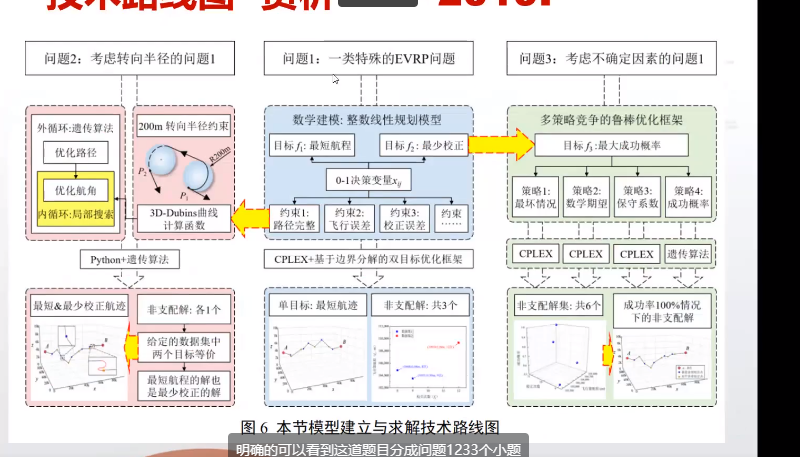 技术路线图 赏析
2019F
问题2：考虑转向半径的问题1
问题1：一类特殊的EVRP问题
问题3：考虑不确定因素的问题1
外循环:遗传算法
优化路径
优化航角
内循环:局部搜索
200m 转向半径约束
R200m
P₂
P₁
3D-Dubins曲线
计算函数
数学建模: 整数线性规划模型
目标 f₁: 最短航程
目标 f₂: 最少校正
0-1决策变量xᵢⱼ
约束1:
路径完整
约束2:
飞行误差
约束3:
校正误差
约束
……
多策略竞争的鲁棒优化框架
目标 f₁:最大成功概率
策略1:
最坏情况
策略2:
数学期望
策略3:
保守系数
策略4:
成功概率
Python+遗传算法
CPLEX+基于边界分解的双目标优化框架
CPLEX
CPLEX
CPLEX
遗传算法
最短&最少校正航迹
非支配解: 各1个
给定的数据集中
两个目标等价
最短航程的解也
是最少校正的解
单目标: 最短航迹
非支配解: 共3个
非支配解集: 共6个
成功率100%情况
下的非支配解
图 6 本节模型建立与求解技术路线图
明确的可以看到这道题目分成问题1233个小题